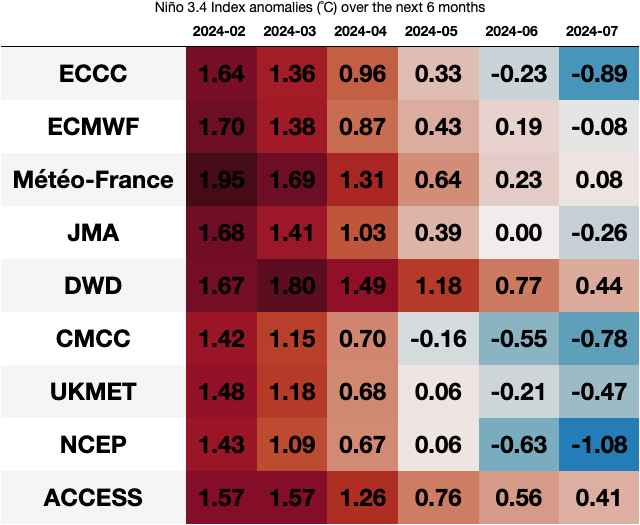 Niño 3.4 Index anomalies (°C) over the next 6 months
2024-02 2024-03 2024-04 2024-05 2024-06 2024-07
ECCC 1.64 1.36 0.96 0.33 -0.23 -0.89
ECMWF 1.70 1.38 0.87 0.43 0.19 -0.08
Météo-France 1.95 1.69 1.31 0.64 0.23 0.08
JMA 1.68 1.41 1.03 0.39 0.00 -0.26
DWD 1.67 1.80 1.49 1.18 0.77 0.44
CMCC 1.42 1.15 0.70 -0.16 -0.55 -0.78
UKMET 1.48 1.18 0.68 0.06 -0.21 -0.47
NCEP 1.43 1.09 0.67 0.06 -0.63 -1.08
ACCESS 1.57 1.57 1.26 0.76 0.56 0.41